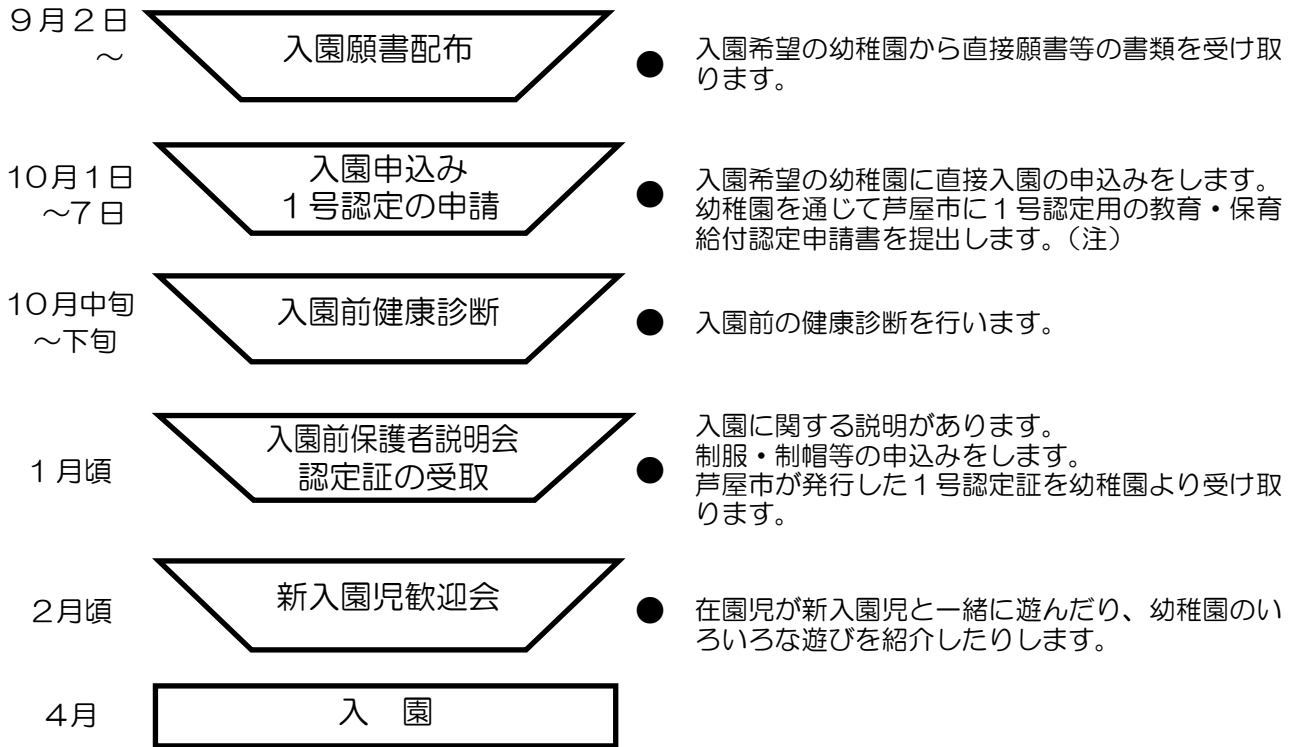 ９月２日
～
入園願書配布
● 入園希望の幼稚園から直接願書等の書類を受け取
ります。
１０月１日
～７日
入園申込み
１号認定の申請
● 入園希望の幼稚園に直接入園の申込みをします。
幼稚園を通じて芦屋市に１号認定用の教育・保育
給付認定申請書を提出します。（注）
１０月中旬
～下旬
入園前健康診断
● 入園前の健康診断を行います。
１月頃
入園前保護者説明会
認定証の受取
● 入園に関する説明があります。
制服・制帽等の申込みをします。
芦屋市が発行した１号認定証を幼稚園より受け取
ります。
２月頃
新入園児歓迎会
● 在園児が新入園児と一緒に遊んだり、幼稚園のい
ろいろな遊びを紹介したりします。
４月
入　園